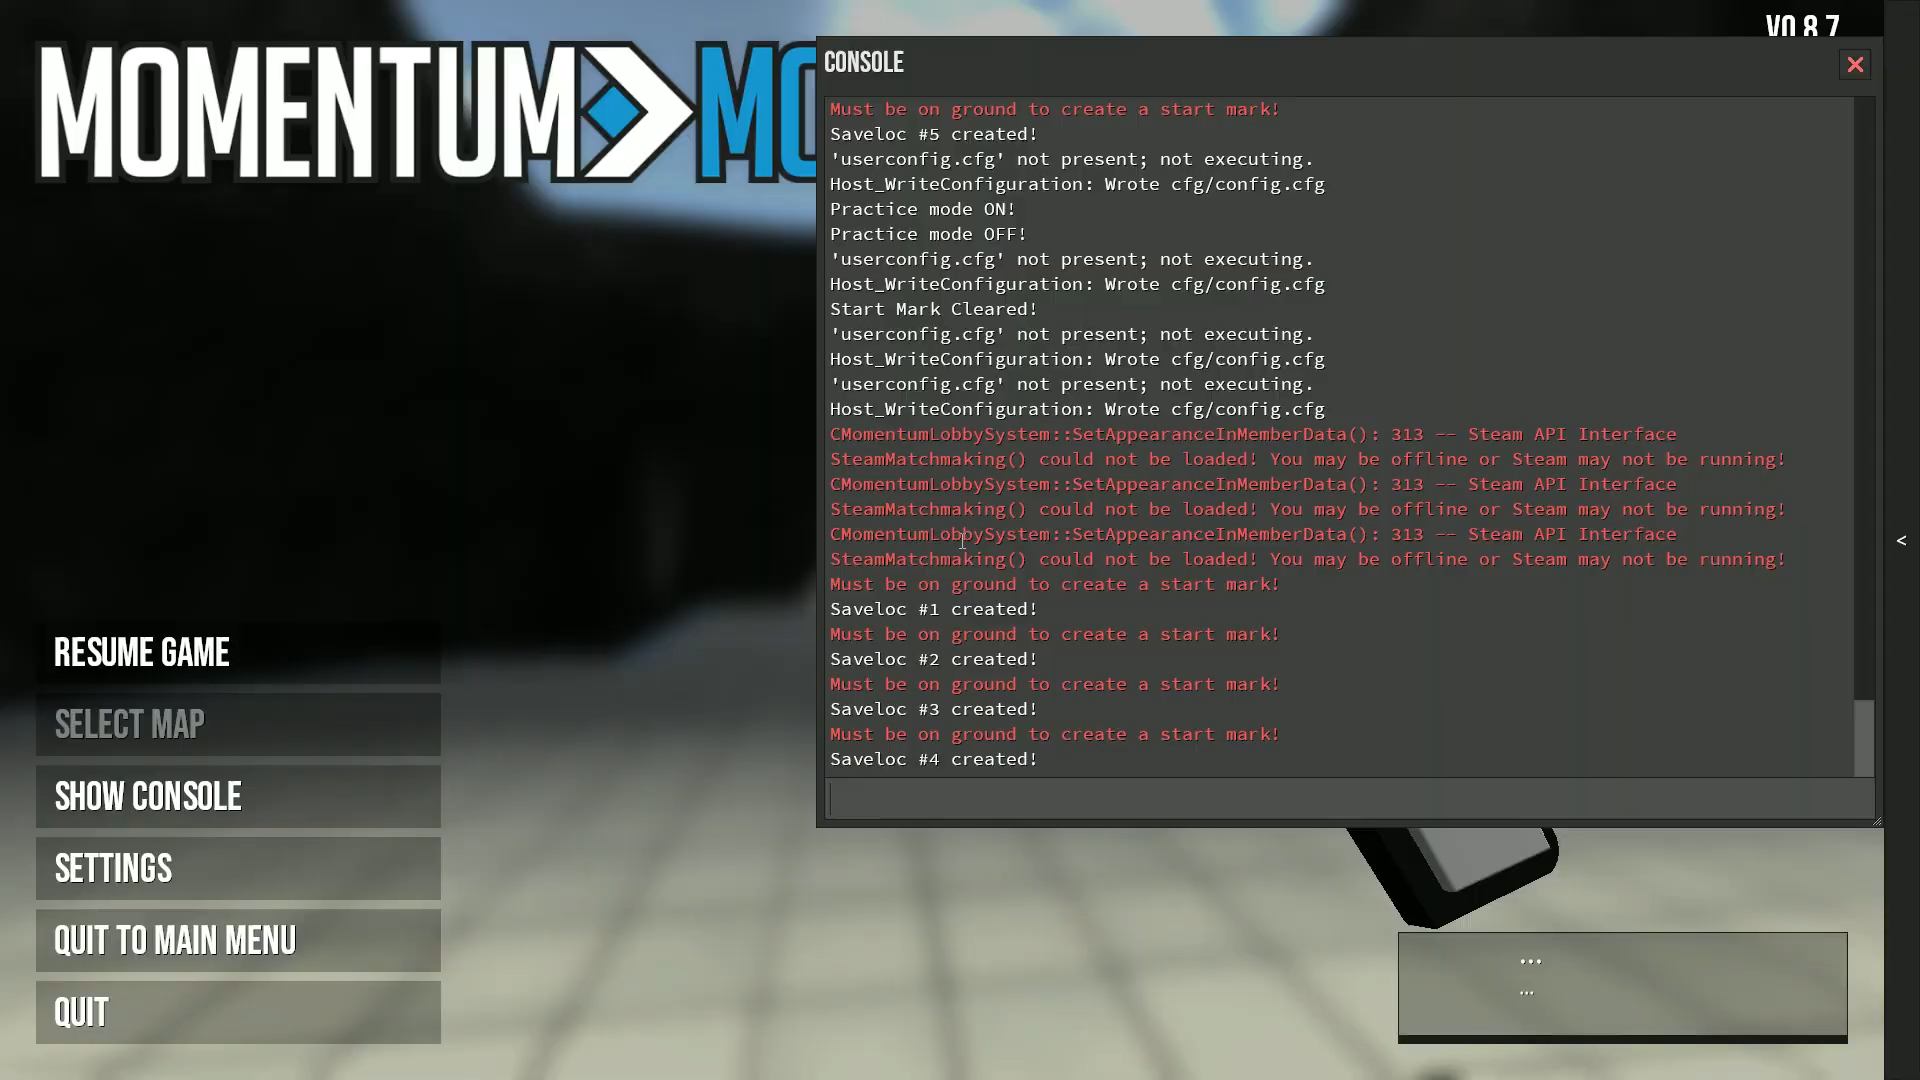 MOMENTUM MO
V0.8.7
CONSOLE
Must be on ground to create a start mark!
Saveloc #5 created!
'userconfig.cfg' not present; not executing.
Host_WriteConfiguration: Wrote cfg/config.cfg
Practice mode ON!
Practice mode OFF!
'userconfig.cfg' not present; not executing.
Host_WriteConfiguration: Wrote cfg/config.cfg
Start Mark Cleared!
'userconfig.cfg' not present; not executing.
Host_WriteConfiguration: Wrote cfg/config.cfg
'userconfig.cfg' not present; not executing.
Host_WriteConfiguration: Wrote cfg/config.cfg
CMomentumLobbySystem::SetAppearanceInMemberData(): 313 -- Steam API Interface
SteamMatchmaking() could not be loaded! You may be offline or Steam may not be running!
CMomentumLobbySystem::SetAppearanceInMemberData(): 313 -- Steam API Interface
SteamMatchmaking() could not be loaded! You may be offline or Steam may not be running!
CMomentumLobbySystem::SetAppearanceInMemberData(): 313 -- Steam API Interface
SteamMatchmaking() could not be loaded! You may be offline or Steam may not be running!
Must be on ground to create a start mark!
Saveloc #1 created!
Must be on ground to create a start mark!
Saveloc #2 created!
Must be on ground to create a start mark!
Saveloc #3 created!
Must be on ground to create a start mark!
Saveloc #4 created!
<
RESUME GAME
SELECT MAP
SHOW CONSOLE
SETTINGS
QUIT TO MAIN MENU
QUIT
...
...